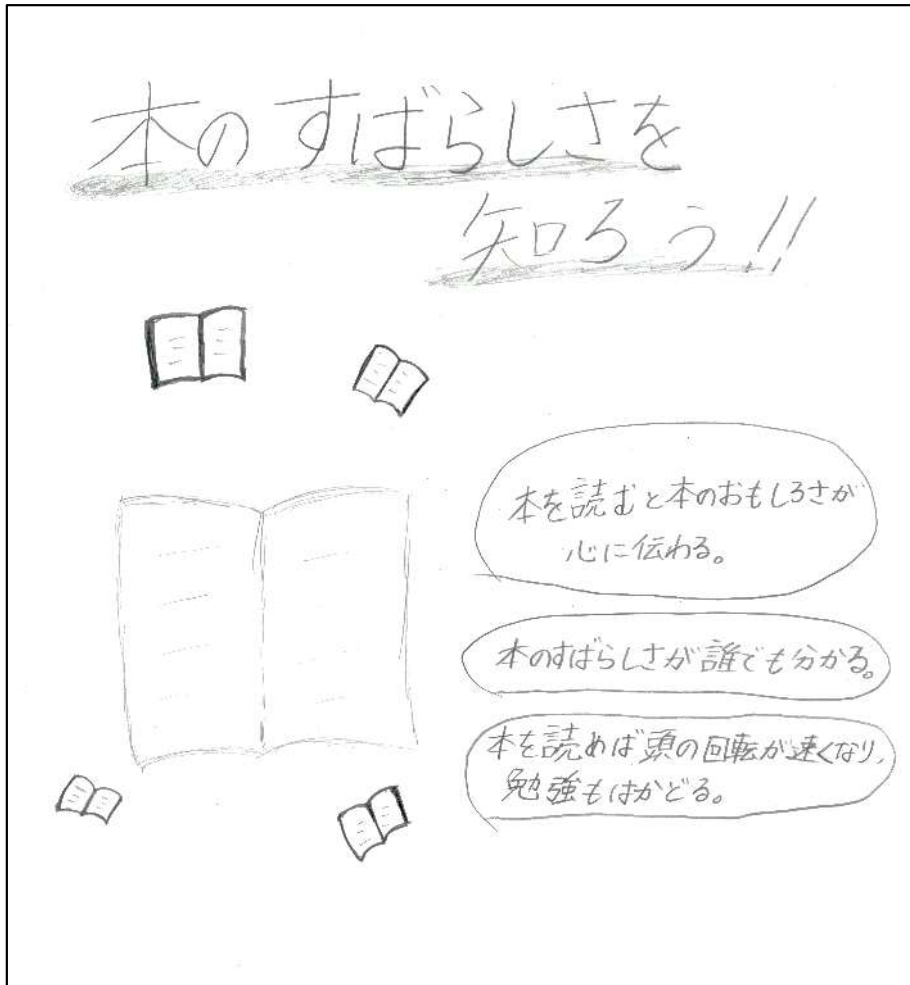 本のすばらしさを
知ろう!!
本を読むと本のおもしろさが
心に伝わる。
本のすばらしさが誰でも分かる。
本を読めば頭の回転が速くなり、
勉強もはかどる。